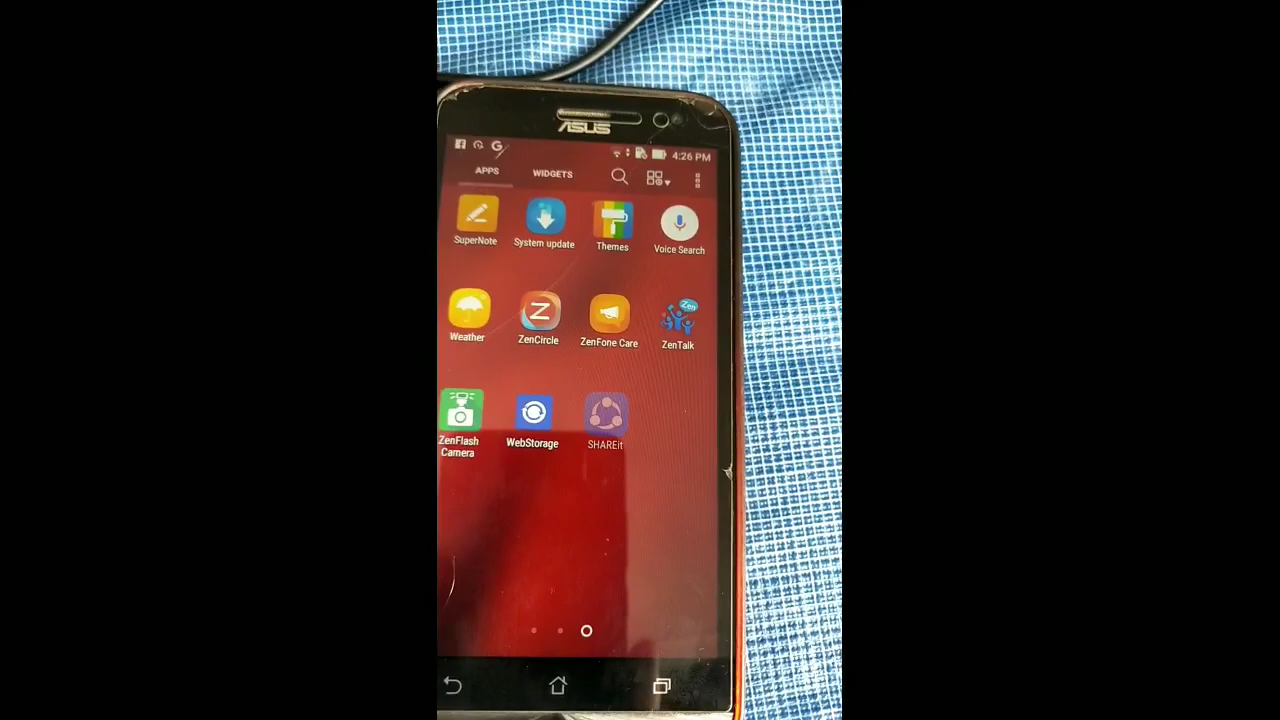 ASUS
4:26 PM
APPS WIDGETS
SuperNote System update Themes Voice Search
Weather ZenCircle ZenFone Care ZenTalk
Zen
ZenFlash Camera WebStorage SHAREit